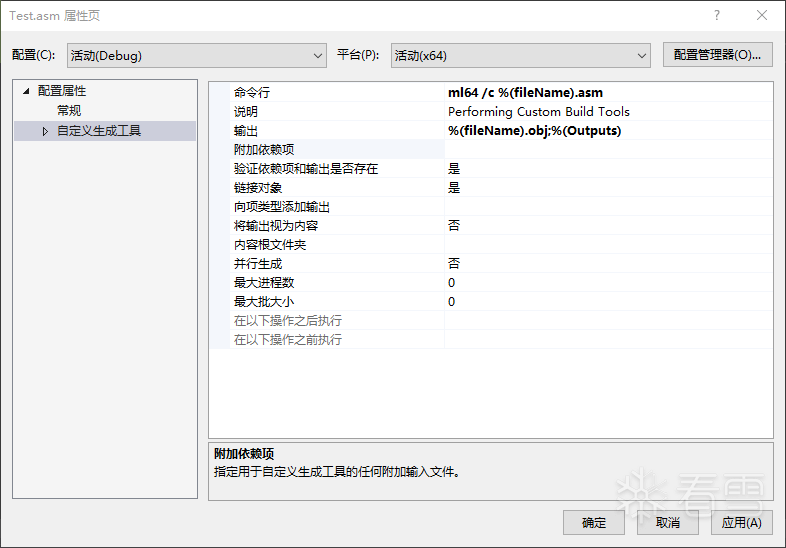 Test.asm 属性页
配置(C): 活动(Debug) 平台(P): 活动(x64) 配置管理器(O)...
配置属性
常规
自定义生成工具
命令行 ml64 /c %(fileName).asm
说明 Performing Custom Build Tools
输出 %(fileName).obj;%(Outputs)
附加依赖项
验证依赖项和输出是否存在 是
链接对象 是
向项类型添加输出
将输出视为内容 否
内容根文件夹
并行生成 否
最大进程数 0
最大批大小 0
在以下操作之后执行
在以下操作之前执行
附加依赖项
指定用于自定义生成工具的任何附加输入文件。
看雪
确定 取消 应用(A)